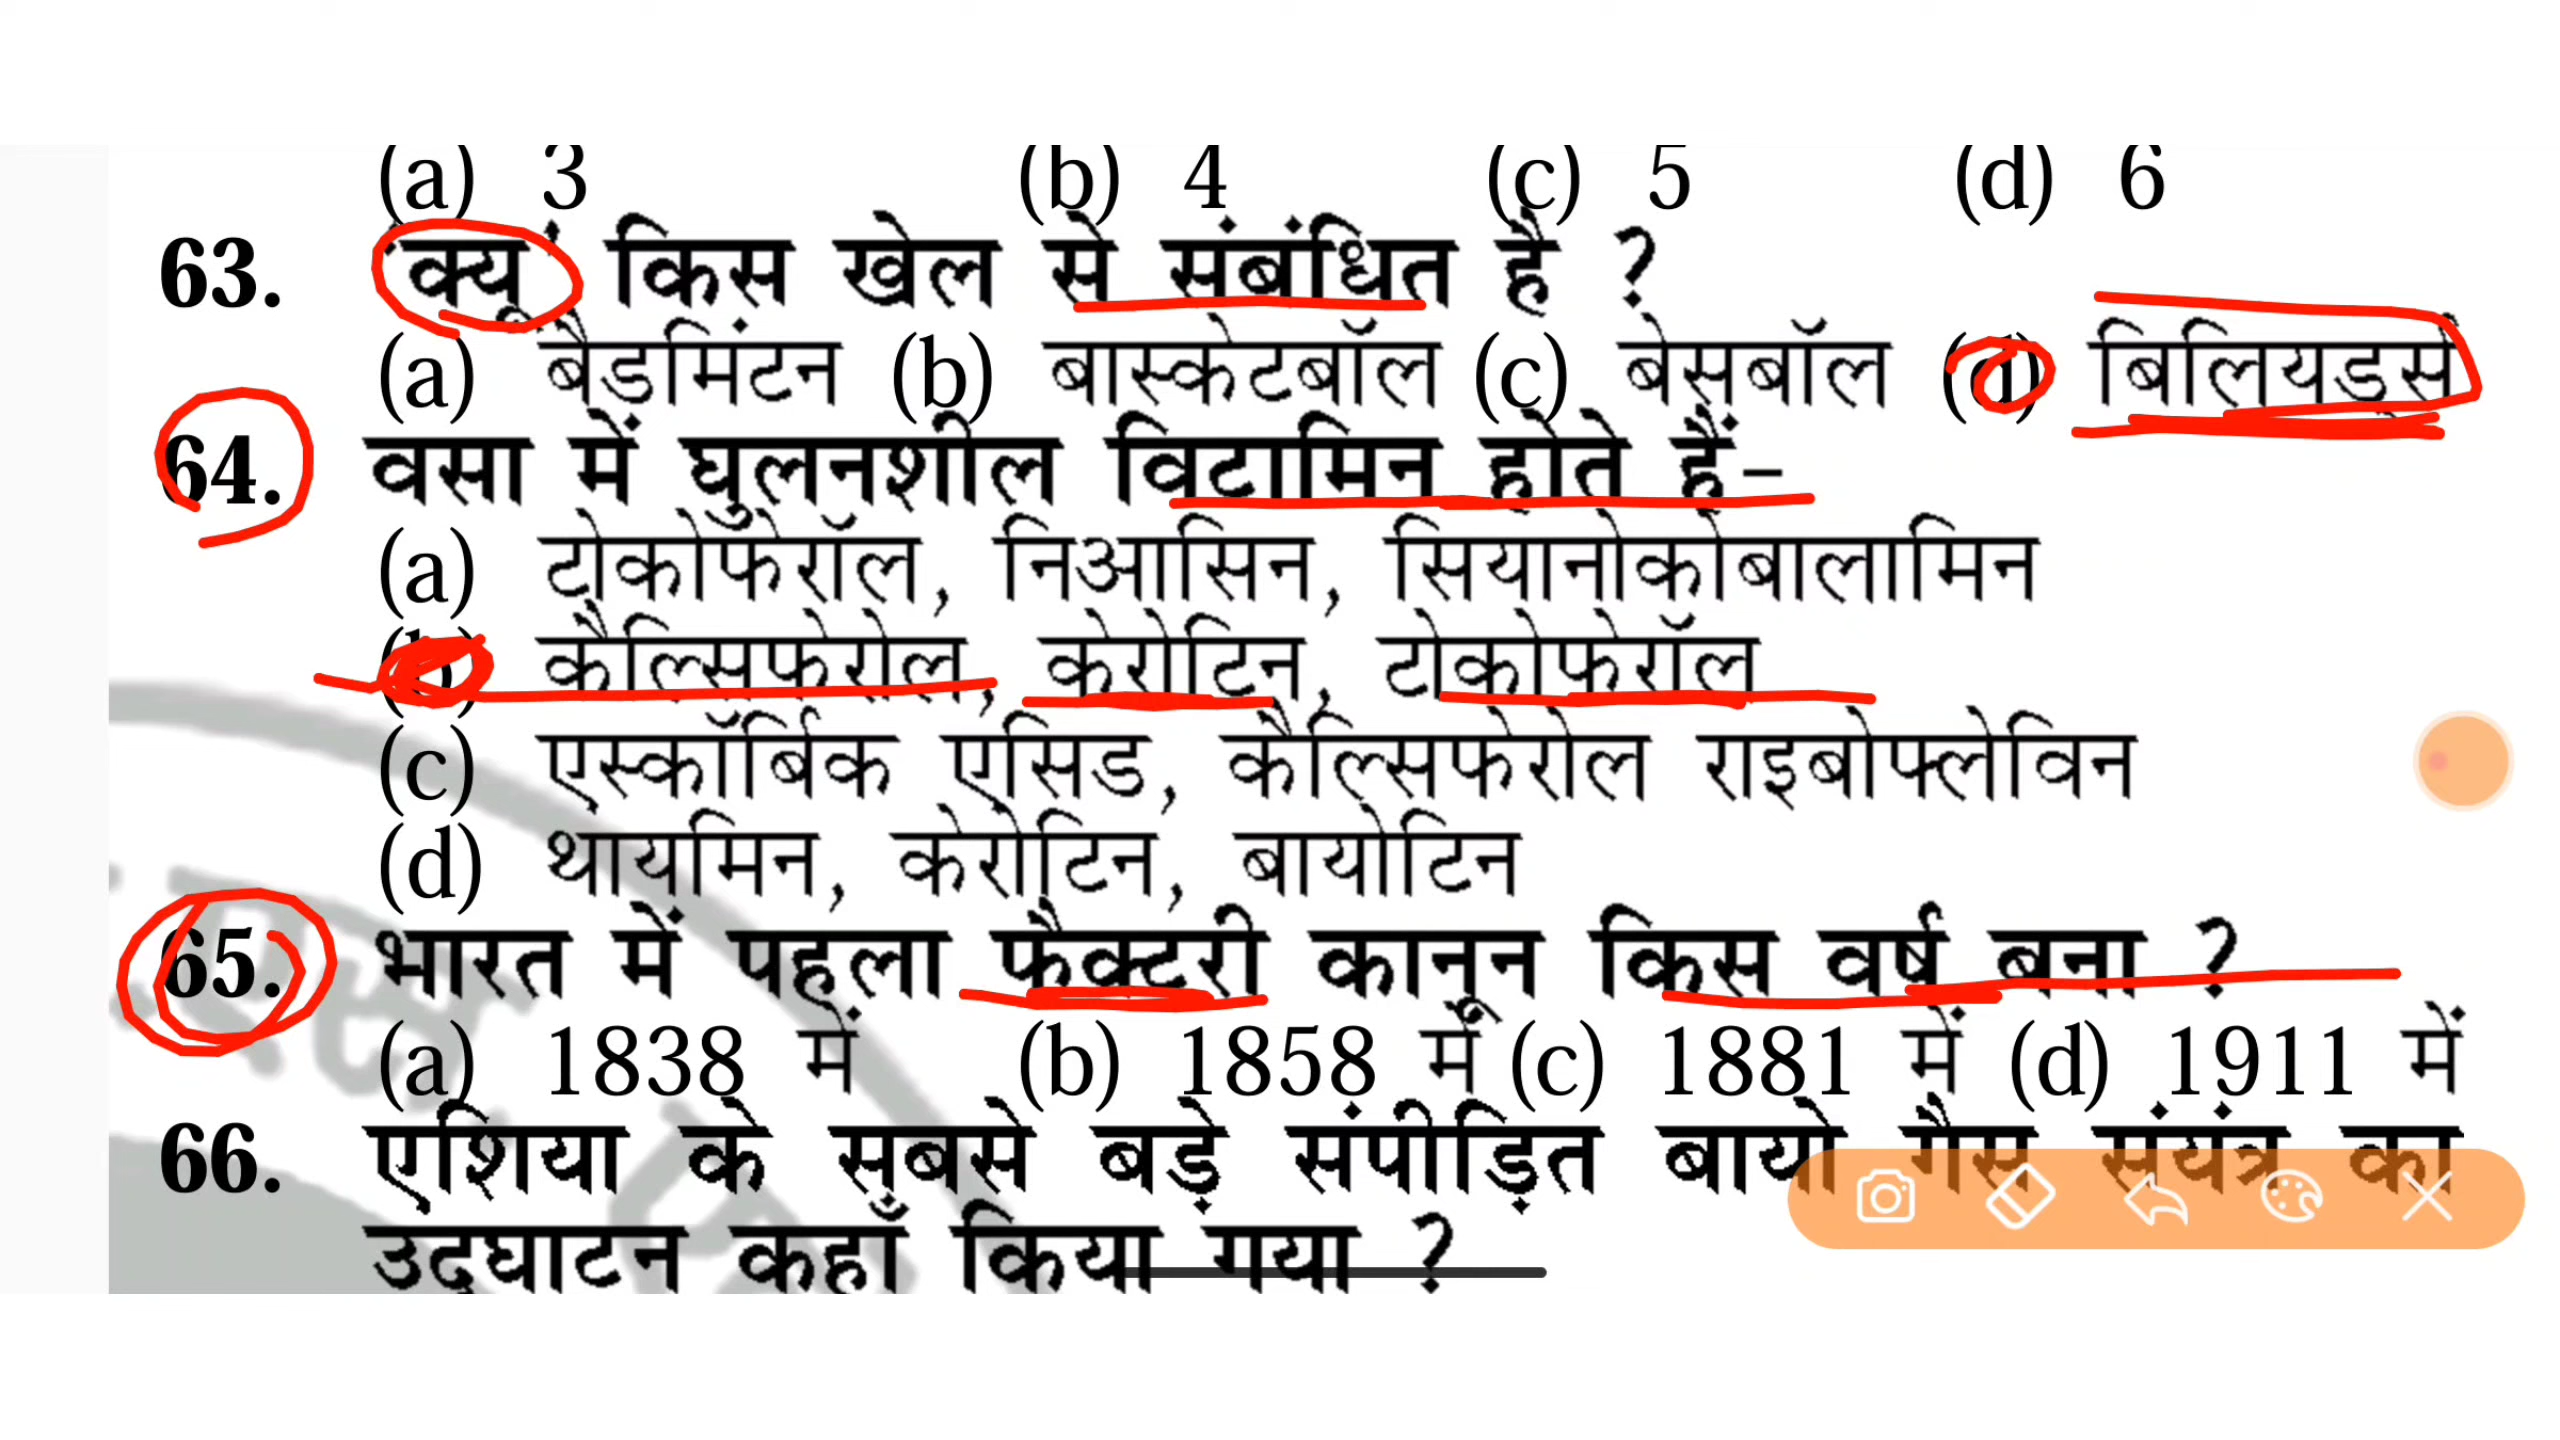 (a) 3 (b) 4 (c) 5 (d) 6
63. 'क्यू' किस खेल से संबंधित है ?
(a) बैडमिंटन (b) बास्केटबॉल (c) बेसबॉल (d) बिलियर्ड्स
64. वसा में घुलनशील विटामिन होते हैं–
(a) टोकोफेरॉल, निआसिन, सियानोकोबालामिन
(b) कैल्सिफेरोल, केरोटिन, टोकोफेरॉल
(c) एस्कॉर्बिक एसिड, कैल्सिफेरोल राइबोफ्लेविन
(d) थायमिन, केरोटिन, बायोटिन
65. भारत में पहला फैक्टरी कानून किस वर्ष बना ?
(a) 1838 में (b) 1858 में (c) 1881 में (d) 1911 में
66. एशिया के सबसे बड़े संपीड़ित बायो गैस संयंत्र का
उद्घाटन कहाँ किया गया ?